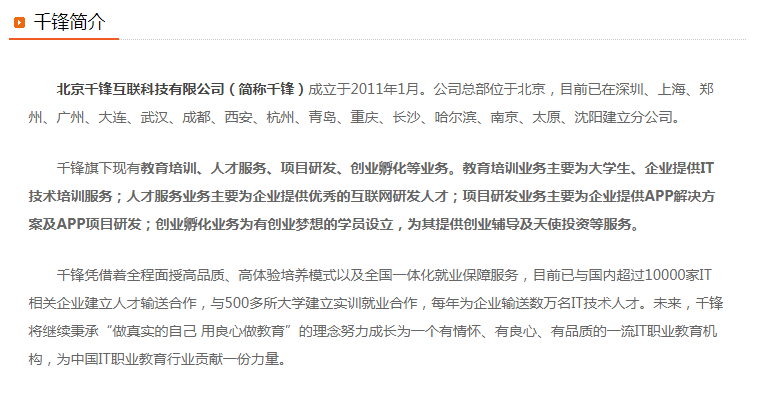 千锋简介
北京千锋互联科技有限公司（简称千锋）成立于2011年1月。公司总部位于北京，目前已在深圳、上海、郑
州、广州、大连、武汉、成都、西安、杭州、青岛、重庆、长沙、哈尔滨、南京、太原、沈阳建立分公司。
千锋旗下现有教育培训、人才服务、项目研发、创业孵化等业务。教育培训业务主要为大学生、企业提供IT
技术培训服务；人才服务业务主要为企业提供优秀的互联网研发人才；项目研发业务主要为企业提供APP解决方
案及APP项目研发；创业孵化业务为有创业梦想的学员设立，为其提供创业辅导及天使投资等服务。
千锋凭借着全程面授高品质、高体验培养模式以及全国一体化就业保障服务，目前已与国内超过10000家IT
相关企业建立人才输送合作，与500多所大学建立实训就业合作，每年为企业输送数万名IT技术人才。未来，千锋
将继续秉承“做真实的自己 用良心做教育”的理念努力成长为一个有情怀、有良心、有品质的一流IT职业教育机
构，为中国IT职业教育行业贡献一份力量。